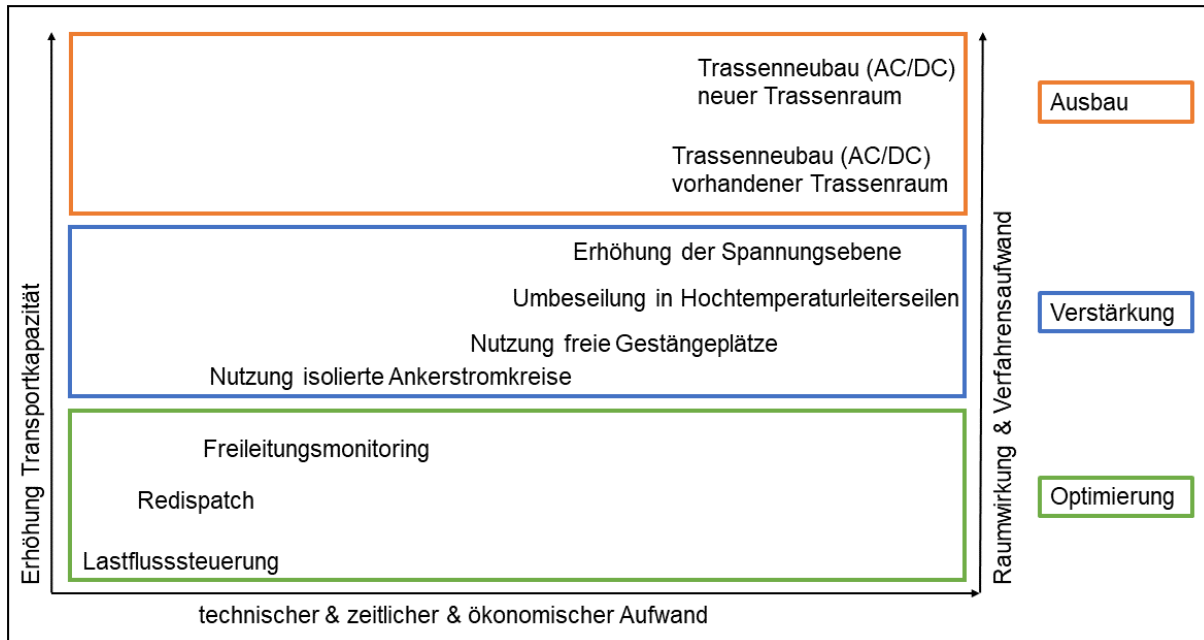 Trassenneubau (AC/DC)
neuer Trassenraum
Trassenneubau (AC/DC)
vorhandener Trassenraum
Ausbau
Erhöhung der Spannungsebene
Umbeseilung in Hochtemperaturleiterseilen
Nutzung freie Gestängeplätze
Nutzung isolierte Ankerstromkreise
Verstärkung
Freileitungsmonitoring
Redispatch
Lastflusssteuerung
Optimierung
Erhöhung Transportkapazität
Raumwirkung & Verfahrensaufwand
technischer & zeitlicher & ökonomischer Aufwand